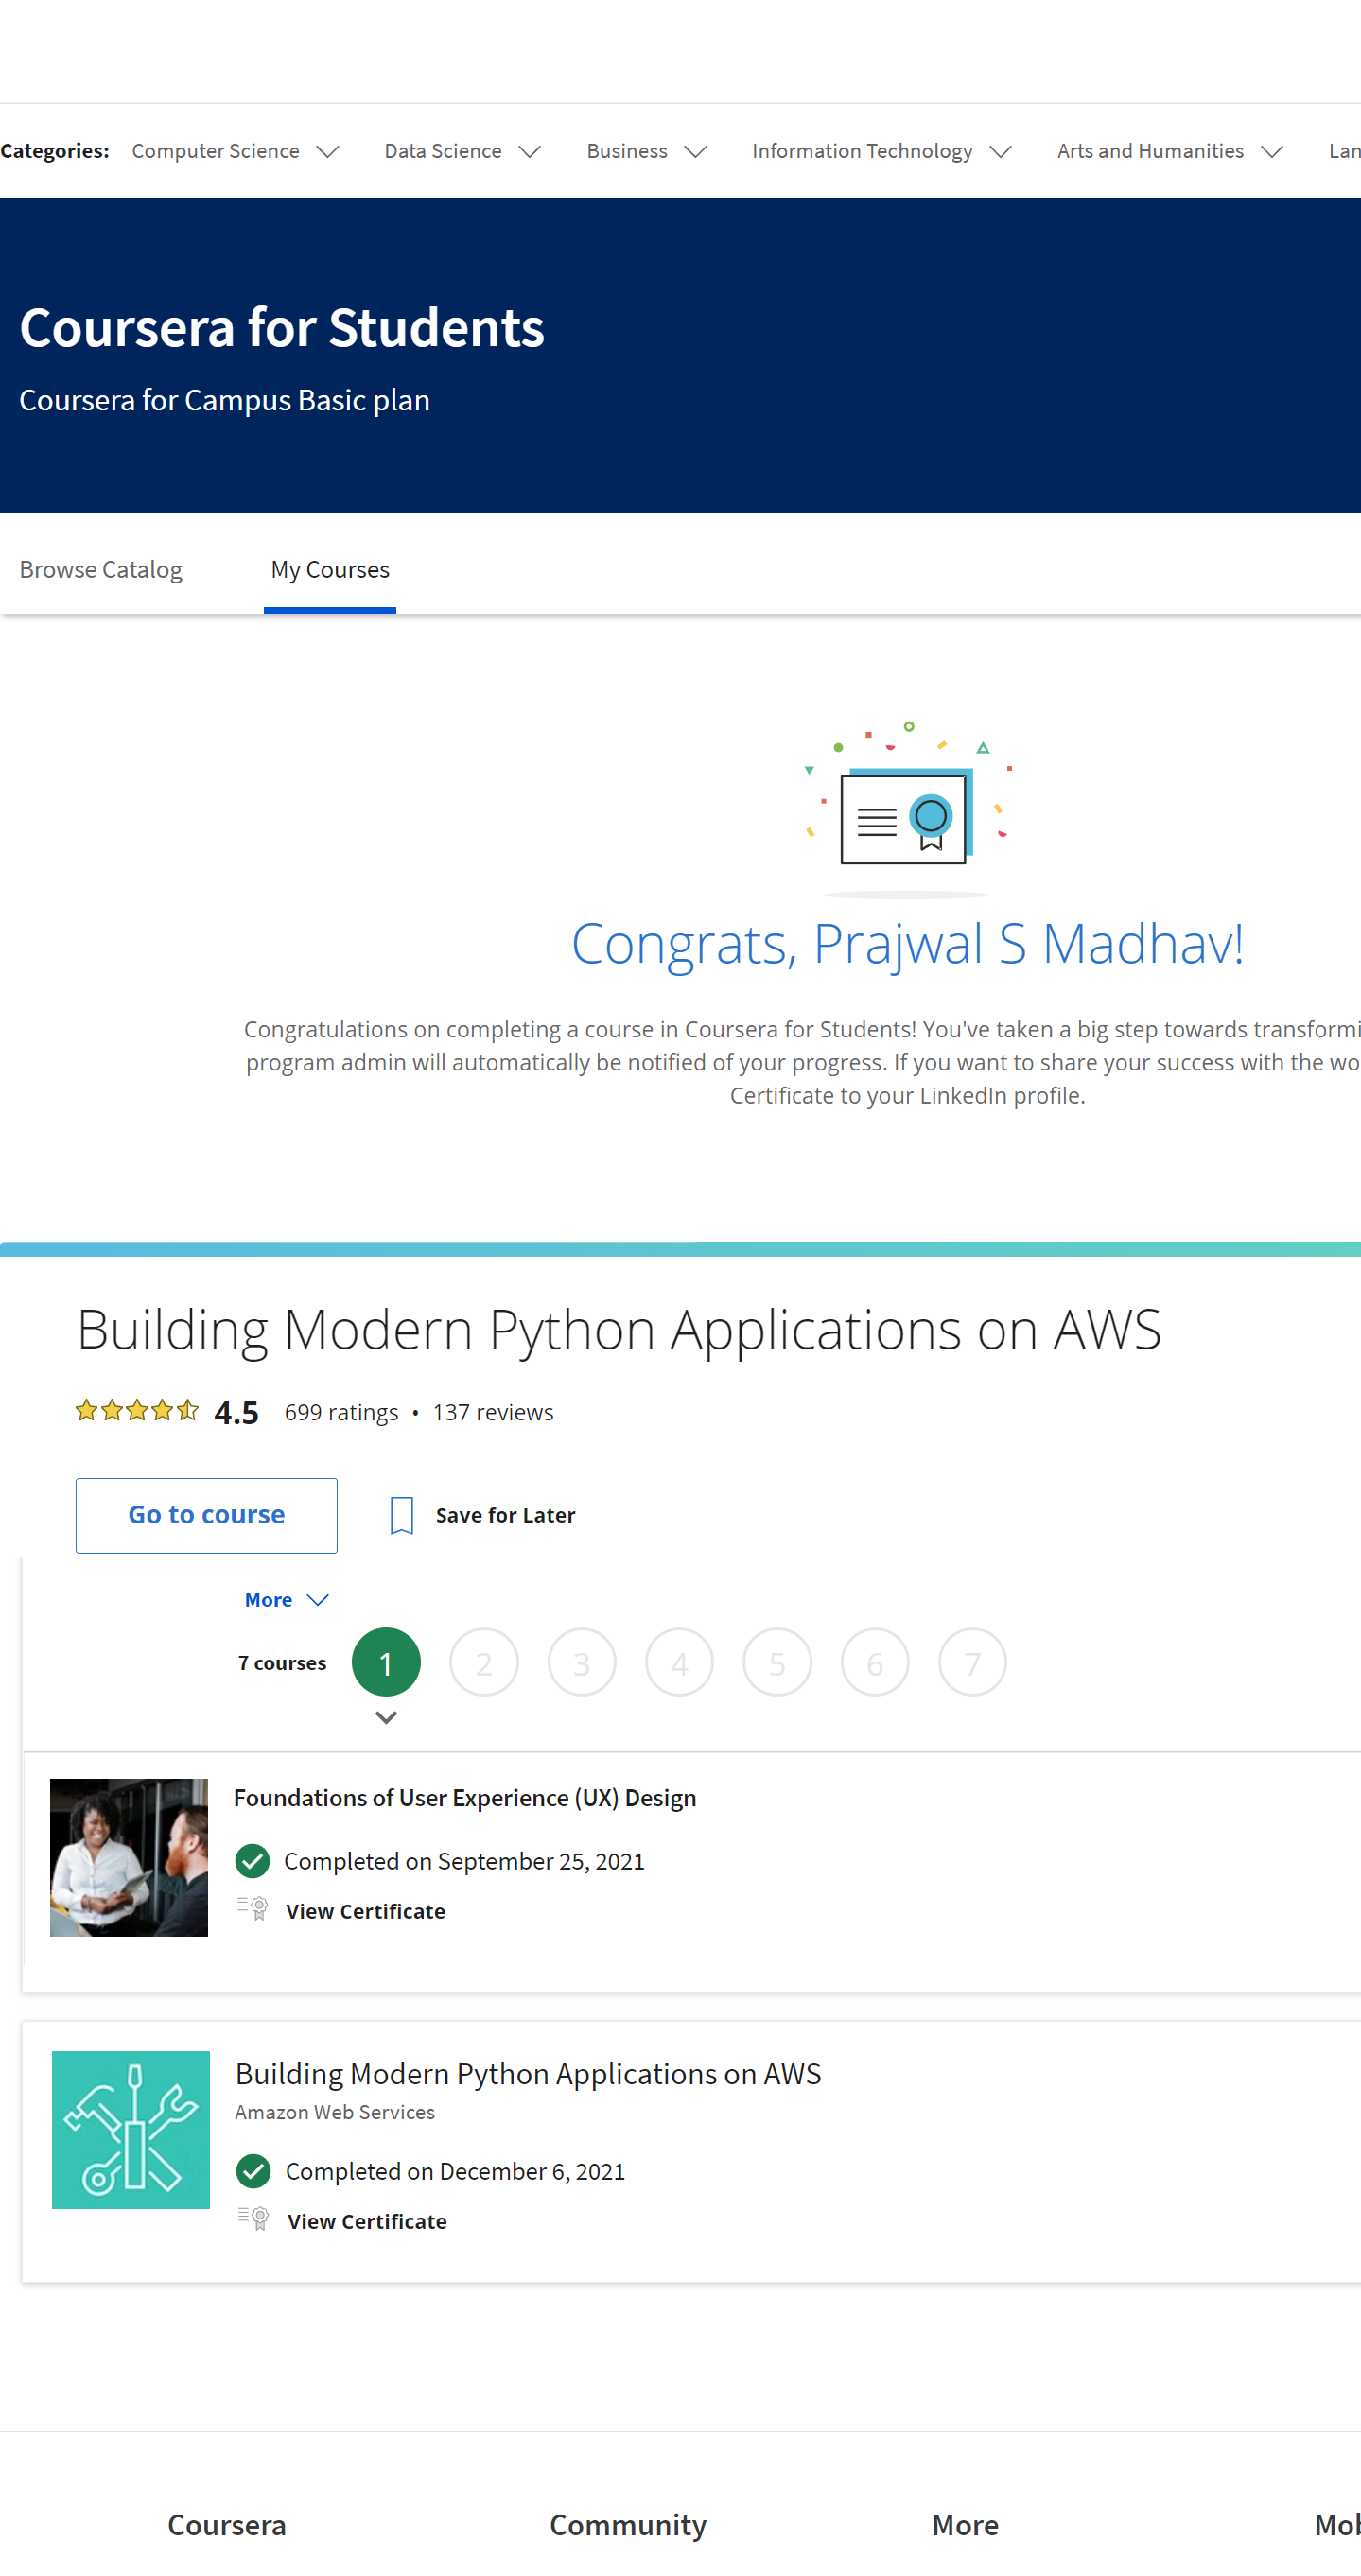 Categories: Computer Science Data Science Business Information Technology Arts and Humanities Lan
Coursera for Students
Coursera for Campus Basic plan
Browse Catalog My Courses
Congrats, Prajwal S Madhav!
Congratulations on completing a course in Coursera for Students! You've taken a big step towards transformi
program admin will automatically be notified of your progress. If you want to share your success with the wo
Certificate to your LinkedIn profile.
Building Modern Python Applications on AWS
4.5 699 ratings • 137 reviews
Go to course Save for Later
More
7 courses 1 2 3 4 5 6 7
Foundations of User Experience (UX) Design
Completed on September 25, 2021
View Certificate
Building Modern Python Applications on AWS
Amazon Web Services
Completed on December 6, 2021
View Certificate
Coursera Community More Mob